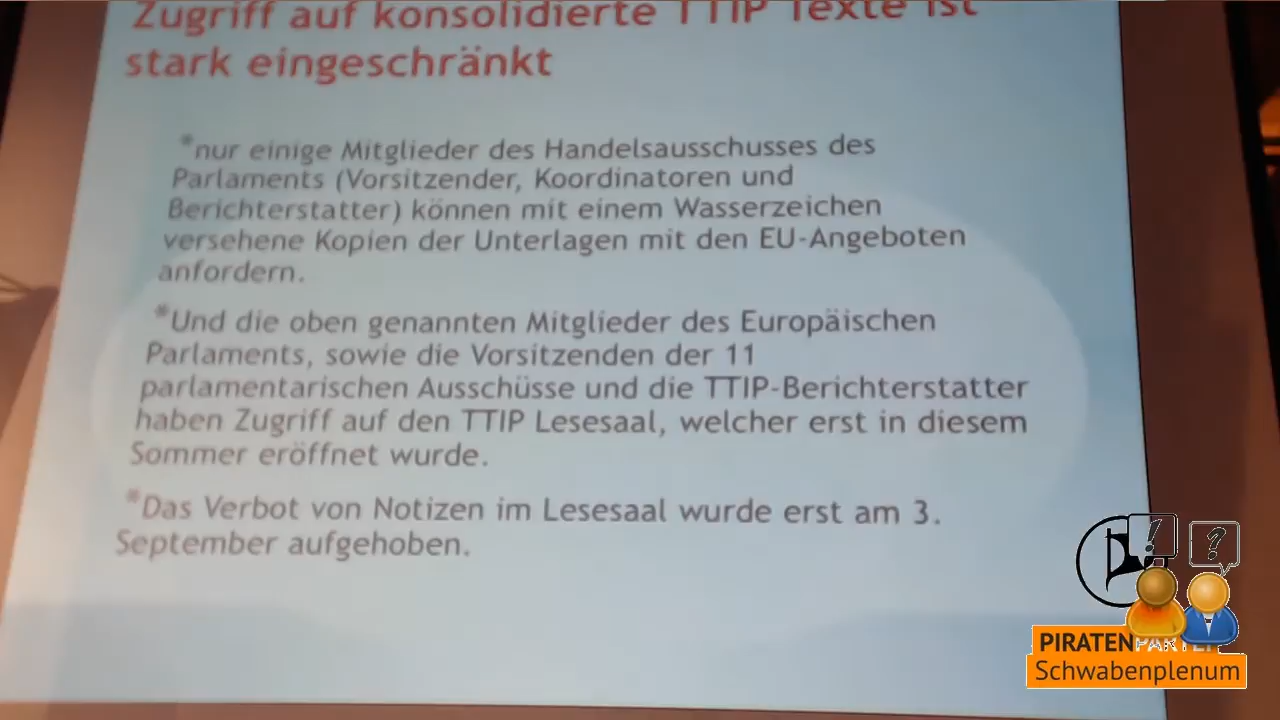 Zugriff auf konsolidierte TTIP Texte ist
stark eingeschränkt
*nur einige Mitglieder des Handelsausschusses des
Parlaments (Vorsitzender, Koordinatoren und
Berichterstatter) können mit einem Wasserzeichen
versehene Kopien der Unterlagen mit den EU-Angeboten
anfordern.
*Und die oben genannten Mitglieder des Europäischen
Parlaments, sowie die Vorsitzenden der 11
parlamentarischen Ausschüsse und die TTIP-Berichterstatter
haben Zugriff auf den TTIP Lesesaal, welcher erst in diesem
Sommer eröffnet wurde.
*Das Verbot von Notizen im Lesesaal wurde erst am 3.
September aufgehoben.
! ?
PIRATENPARTEI
Schwabenplenum